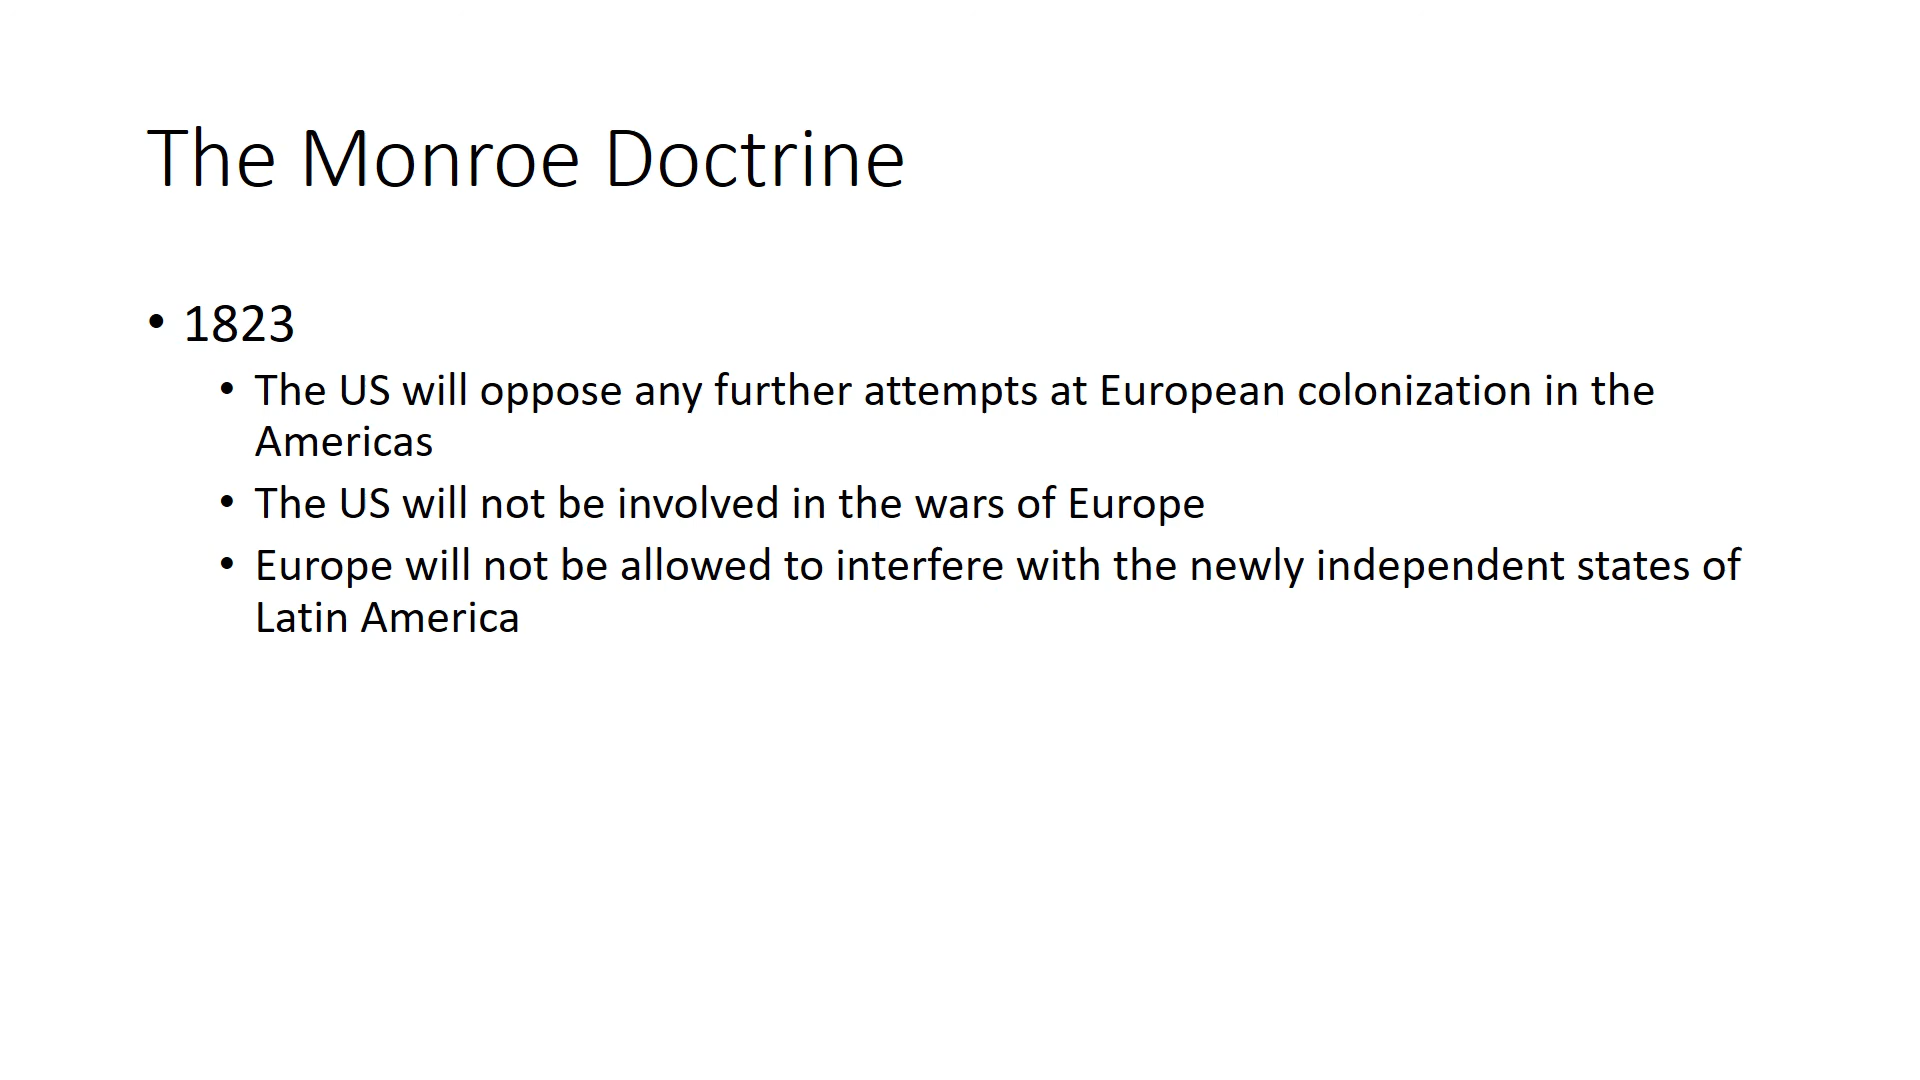 The Monroe Doctrine
• 1823
• The US will oppose any further attempts at European colonization in the
Americas
• The US will not be involved in the wars of Europe
• Europe will not be allowed to interfere with the newly independent states of
Latin America